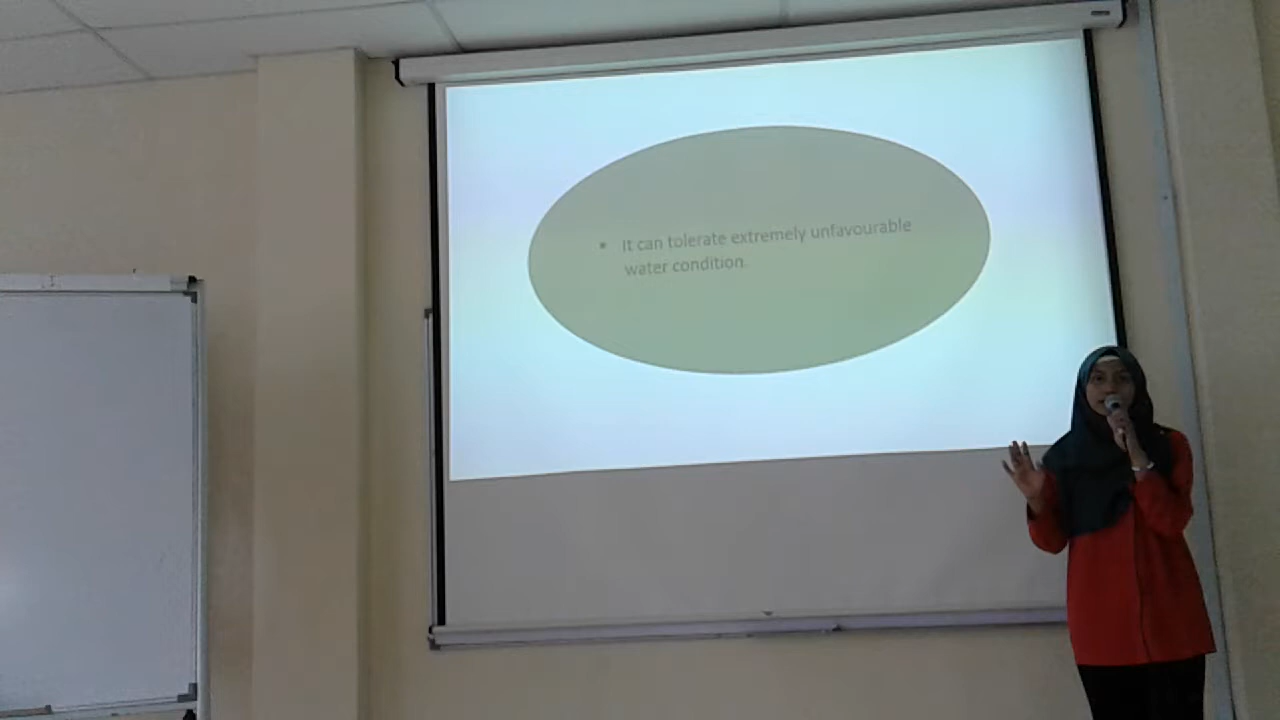 • It can tolerate extremely unfavourable
water condition.